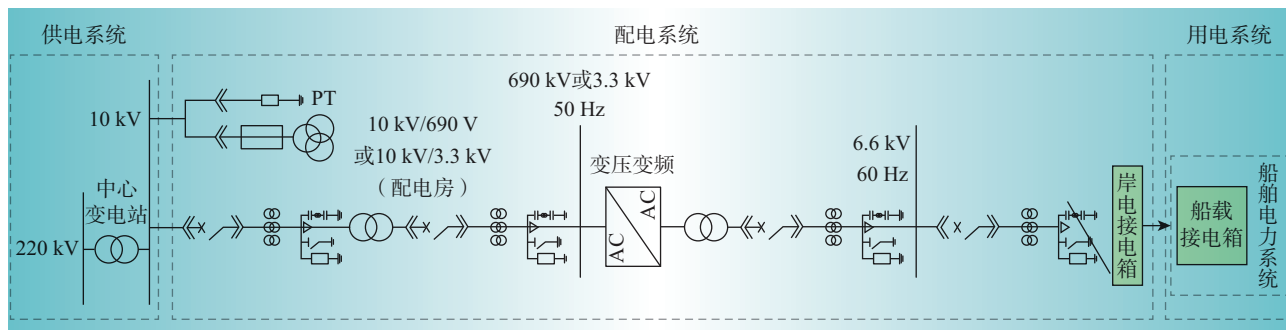 供电系统
配电系统
用电系统
10 kV
PT
10 kV/690 V
或10 kV/3.3 kV
（配电房）
690 kV或3.3 kV
50 Hz
变压变频
AC
AC
6.6 kV
60 Hz
中心
变电站
220 kV
岸电接电箱
船载
接电箱
船舶电力系统